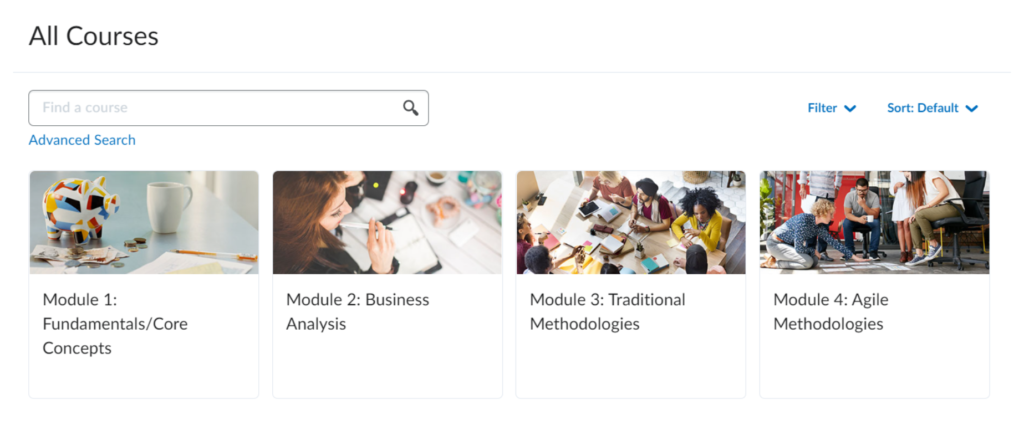 All Courses
Find a course
Filter
Sort: Default
Advanced Search
Module 1:
Fundamentals/Core
Concepts
Module 2: Business
Analysis
Module 3: Traditional
Methodologies
Module 4: Agile
Methodologies